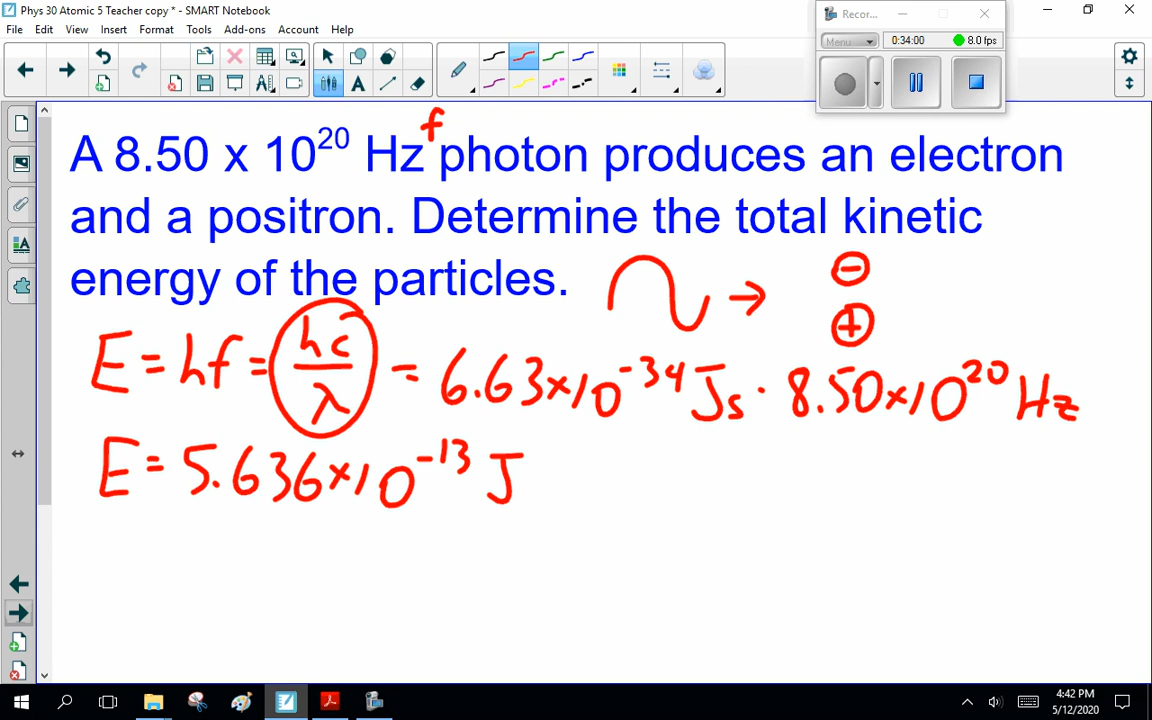 Phys 30 Atomic 5 Teacher copy * - SMART Notebook
Recor...
File Edit View Insert Format Tools Add-ons Account Help
Menu
0:34:00
8.0 fps
A
A
f
A 8.50 x 10²⁰ Hz photon produces an electron
and a positron. Determine the total kinetic
energy of the particles.
→ ⊖
⊕
E = hf = hc/λ = 6.63×10⁻³⁴ Js · 8.50×10²⁰ Hz
E = 5.636×10⁻¹³ J
4:42 PM
5/12/2020